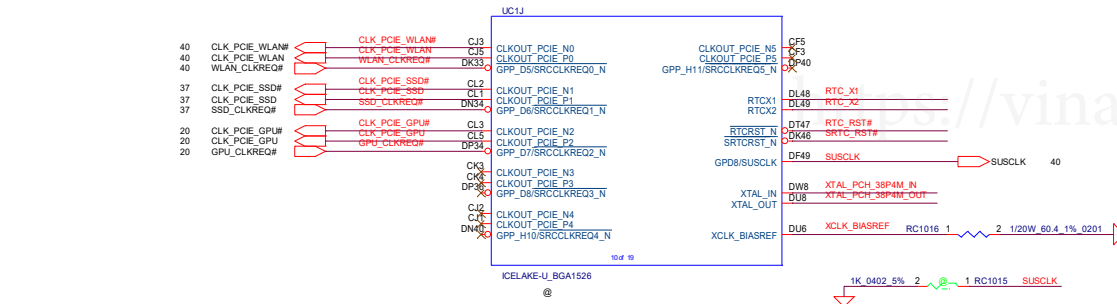 UC1J
40 CLK_PCIE_WLAN# CLK_PCIE_WLAN# CJ3 CLKOUT_PCIE_N0
40 CLK_PCIE_WLAN CLK_PCIE_WLAN CJ5 CLKOUT_PCIE_P0
40 WLAN_CLKREQ# WLAN_CLKREQ# DK33 GPP_D5/SRCCLKREQ0_N
CF5 CLKOUT_PCIE_N5
CF3 CLKOUT_PCIE_P5
DP40 GPP_H11/SRCCLKREQ5_N
37 CLK_PCIE_SSD# CLK_PCIE_SSD# CL2 CLKOUT_PCIE_N1
37 CLK_PCIE_SSD CLK_PCIE_SSD CL1 CLKOUT_PCIE_P1
37 SSD_CLKREQ# SSD_CLKREQ# DN34 GPP_D6/SRCCLKREQ1_N
RTCX1 DL48 RTC_X1
RTCX2 DL49 RTC_X2
https://vina
20 CLK_PCIE_GPU# CLK_PCIE_GPU# CL3 CLKOUT_PCIE_N2
20 CLK_PCIE_GPU CLK_PCIE_GPU CL5 CLKOUT_PCIE_P2
20 GPU_CLKREQ# GPU_CLKREQ# DP34 GPP_D7/SRCCLKREQ2_N
RTCRST_N DT47 RTC_RST#
SRTCRST_N DK46 SRTC_RST#
GPD8/SUSCLK DF49 SUSCLK SUSCLK 40
CK3 CLKOUT_PCIE_N3
CK4 CLKOUT_PCIE_P3
DP36 GPP_D8/SRCCLKREQ3_N
XTAL_IN DW8 XTAL_PCH_38P4M_IN
XTAL_OUT DU8 XTAL_PCH_38P4M_OUT
CJ2 CLKOUT_PCIE_N4
CJ1 CLKOUT_PCIE_P4
DN40 GPP_H10/SRCCLKREQ4_N
XCLK_BIASREF DU6 XCLK_BIASREF RC1016 1 2 1/20W_60.4_1%_0201
10 of 19
ICELAKE-U_BGA1526
@
1K_0402_5% 2 @ 1 RC1015 SUSCLK